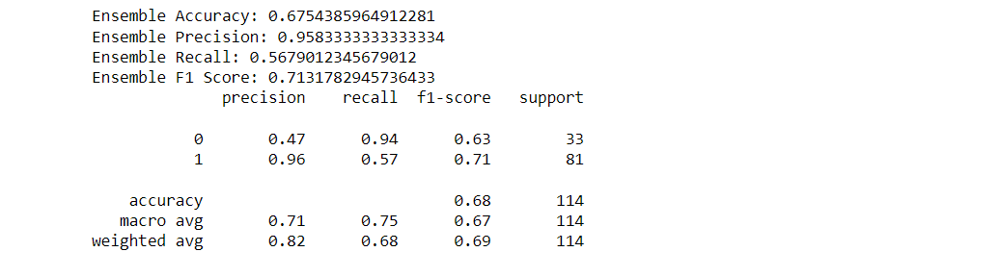 Ensemble Accuracy: 0.6754385964912281
Ensemble Precision: 0.9583333333333334
Ensemble Recall: 0.5679012345679012
Ensemble F1 Score: 0.7131782945736433
precision recall f1-score support
0 0.47 0.94 0.63 33
1 0.96 0.57 0.71 81
accuracy 0.68 114
macro avg 0.71 0.75 0.67 114
weighted avg 0.82 0.68 0.69 114